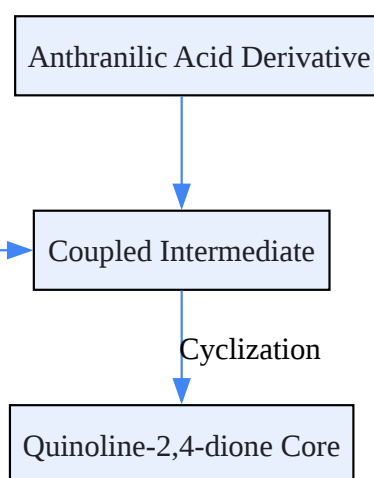 Anthranilic Acid Derivative
Coupled Intermediate
Cyclization
Quinoline-2,4-dione Core